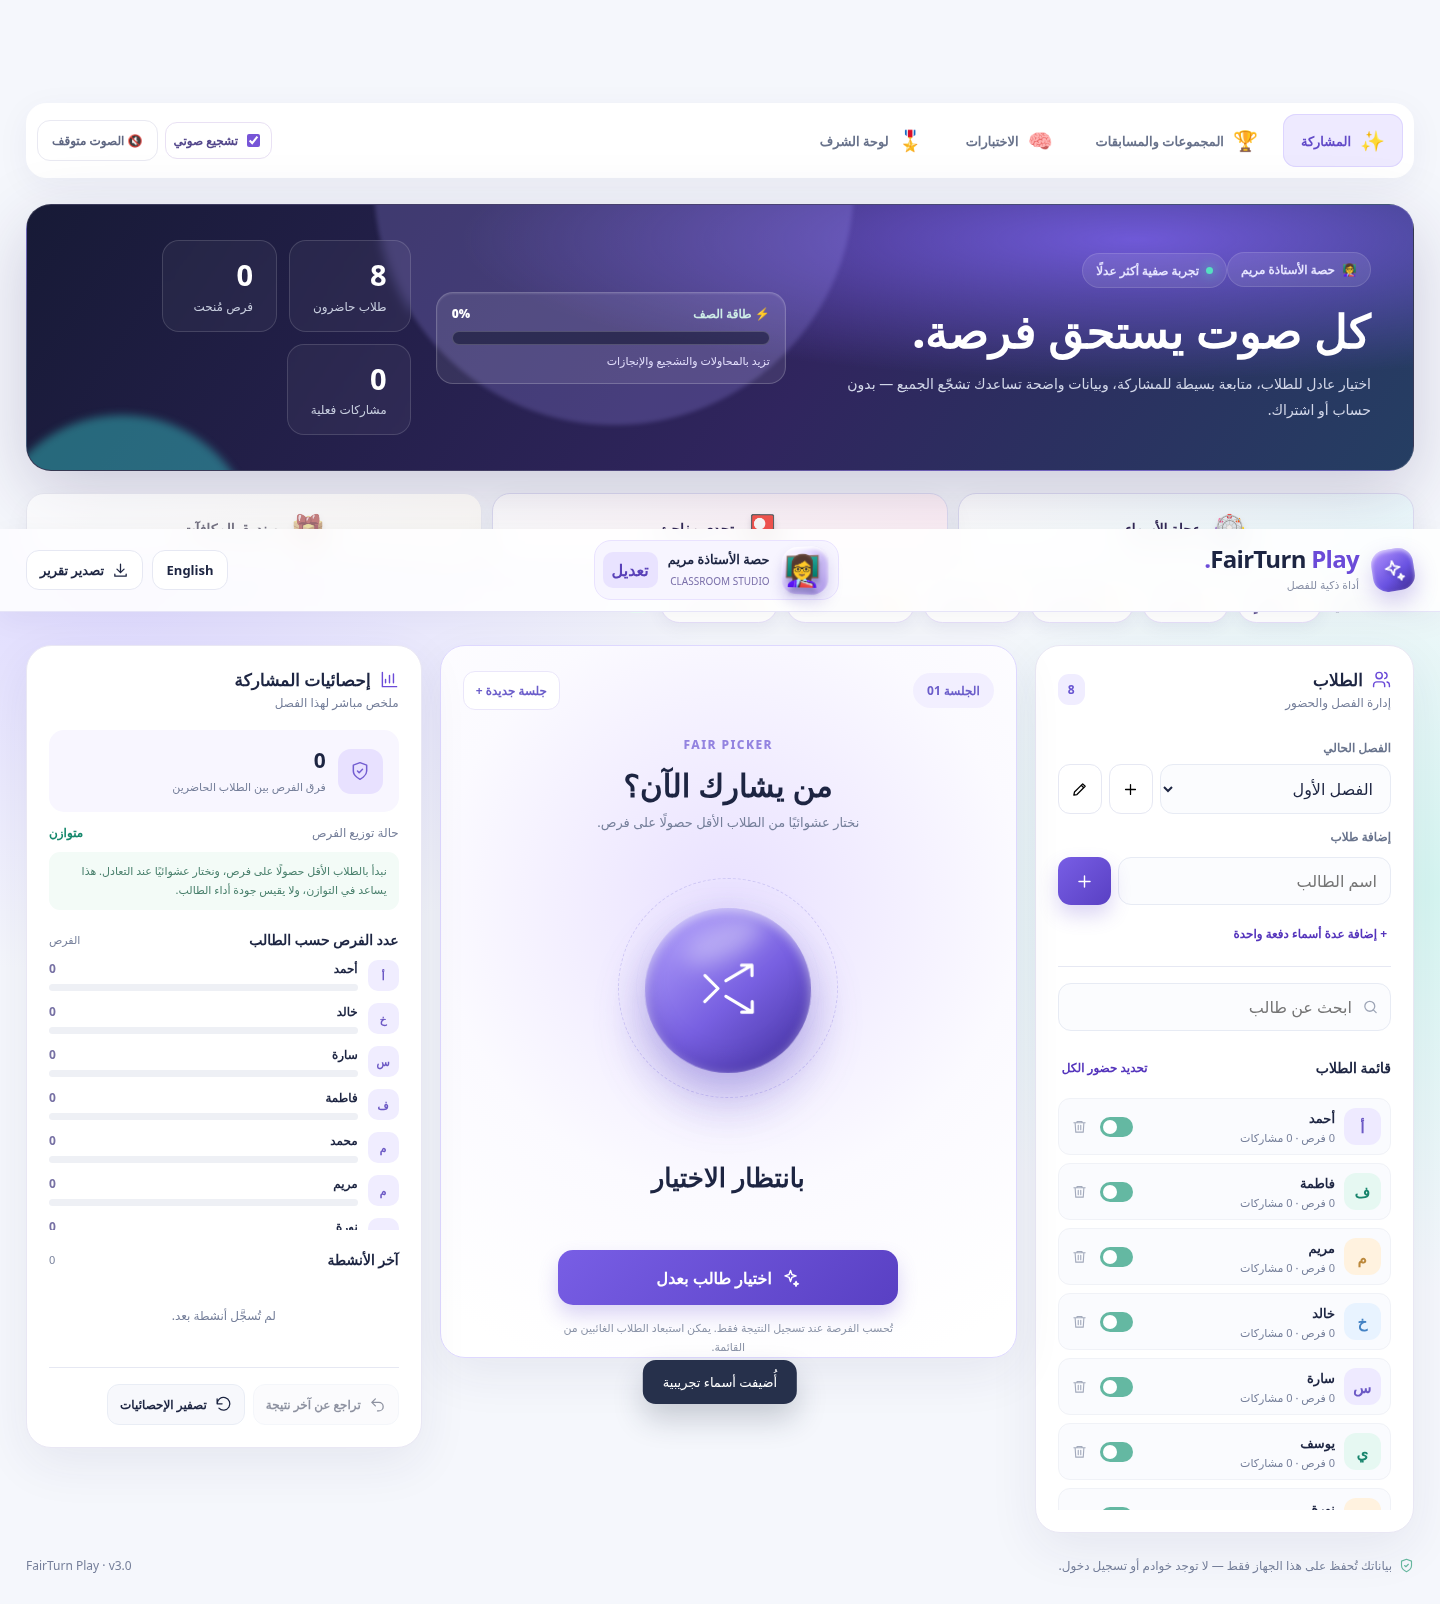 المشاركة
المجموعات والمسابقات
الاختبارات
لوحة الشرف
تشجيع صوتي
الصوت متوقف
حصة الأستاذة مريم
تجربة صفية أكثر عدلًا
كل صوت يستحق فرصة.
اختيار عادل للطلاب، متابعة بسيطة للمشاركة، وبيانات واضحة تساعدك تشجّع الجميع — بدون
حساب أو اشتراك.
طاقة الصف
0%
تزيد بالمحاولات والتشجيع والإنجازات
8
طلاب حاضرون
0
فرص مُنحت
0
مشاركات فعلية
FairTurn Play.
أداة ذكية للفصل
حصة الأستاذة مريم
CLASSROOM STUDIO
تعديل
English
تصدير تقرير
الطلاب
إدارة الفصل والحضور
8
الفصل الحالي
الفصل الأول
إضافة طلاب
اسم الطالب
+ إضافة عدة أسماء دفعة واحدة
ابحث عن طالب
قائمة الطلاب
تحديد حضور الكل
أ
أحمد
0 فرص · 0 مشاركات
ف
فاطمة
0 فرص · 0 مشاركات
م
مريم
0 فرص · 0 مشاركات
خ
خالد
0 فرص · 0 مشاركات
س
سارة
0 فرص · 0 مشاركات
ي
يوسف
0 فرص · 0 مشاركات
نورة
الجلسة 01
جلسة جديدة +
FAIR PICKER
من يشارك الآن؟
نختار عشوائيًا من الطلاب الأقل حصولًا على فرص.
بانتظار الاختيار
اختيار طالب بعدل
تُحسب الفرصة عند تسجيل النتيجة فقط. يمكن استبعاد الطلاب الغائبين من
القائمة.
أُضيفت أسماء تجريبية
إحصائيات المشاركة
ملخص مباشر لهذا الفصل
0
فرق الفرص بين الطلاب الحاضرين
حالة توزيع الفرص
متوازن
نبدأ بالطلاب الأقل حصولًا على فرص، ونختار عشوائيًا عند التعادل. هذا
يساعد في التوازن، ولا يقيس جودة أداء الطالب.
عدد الفرص حسب الطالب
الفرص
أ
أحمد
0
خ
خالد
0
س
سارة
0
ف
فاطمة
0
م
محمد
0
م
مريم
0
نورة
0
آخر الأنشطة
0
لم تُسجَّل أنشطة بعد.
تراجع عن آخر نتيجة
تصفير الإحصائيات
بياناتك تُحفظ على هذا الجهاز فقط — لا توجد خوادم أو تسجيل دخول.
FairTurn Play · v3.0